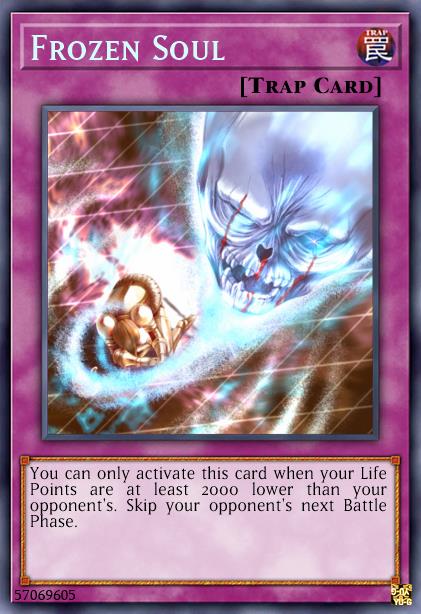 Frozen Soul
TRAP
罠
[Trap Card]
You can only activate this card when your Life
Points are at least 2000 lower than your
opponent's. Skip your opponent's next Battle
Phase.
57069605